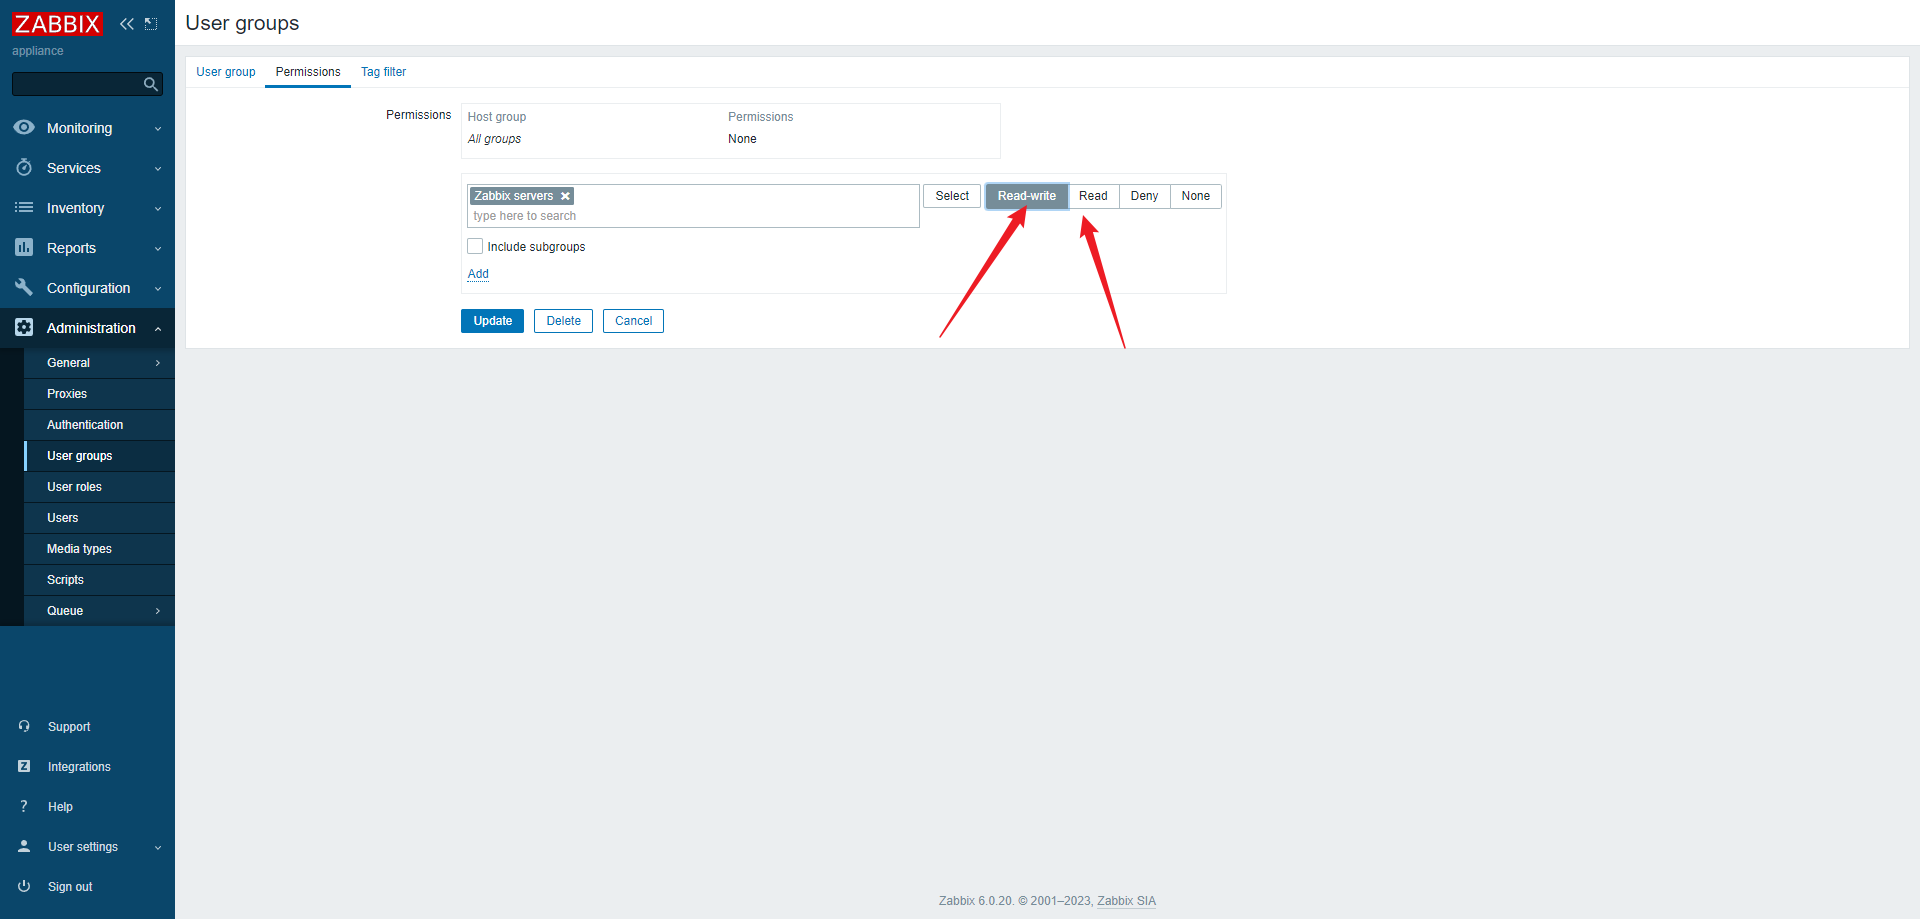 ZABBIX
appliance
Monitoring
Services
Inventory
Reports
Configuration
Administration
General
Proxies
Authentication
User groups
User roles
Users
Media types
Scripts
Queue
Support
Integrations
Help
User settings
Sign out
User groups
User group Permissions Tag filter
Permissions
Host group Permissions
All groups None
Zabbix servers Select Read-write Read Deny None
type here to search
Include subgroups
Add
Update Delete Cancel
Zabbix 6.0.20. © 2001–2023, Zabbix SIA